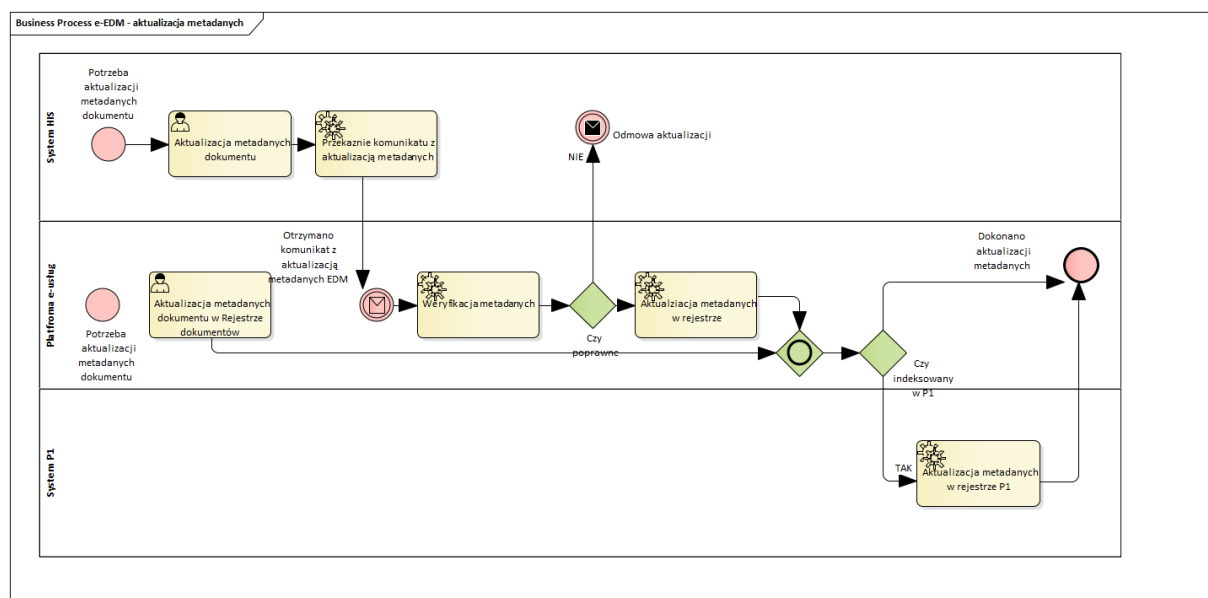 Business Process e-EDM - aktualizacja metadanych
System HIS
Potrzeba
aktualizacji
metadanych
dokumentu
Aktualizacja metadanych
dokumentu
Przekaznie komunikatu z
aktualizacją metadanych
Odmowa aktualizacji
NIE
Platfroma e-usług
Otrzymano
komunikat z
aktualizacją
metadanych EDM
Dokonano
aktualizacji
metadanych
Aktualizacja metadanych
dokumentu w Rejestrze
dokumentów
Weryfikacja metadanych
Aktualziacja metadanych
w rejestrze
Potrzeba
aktualizacji
metadanych
dokumentu
Czy
poprawne
Czy
indeksowany
w P1
System P1
TAK
Aktualizacja metadanych
w rejestrze P1